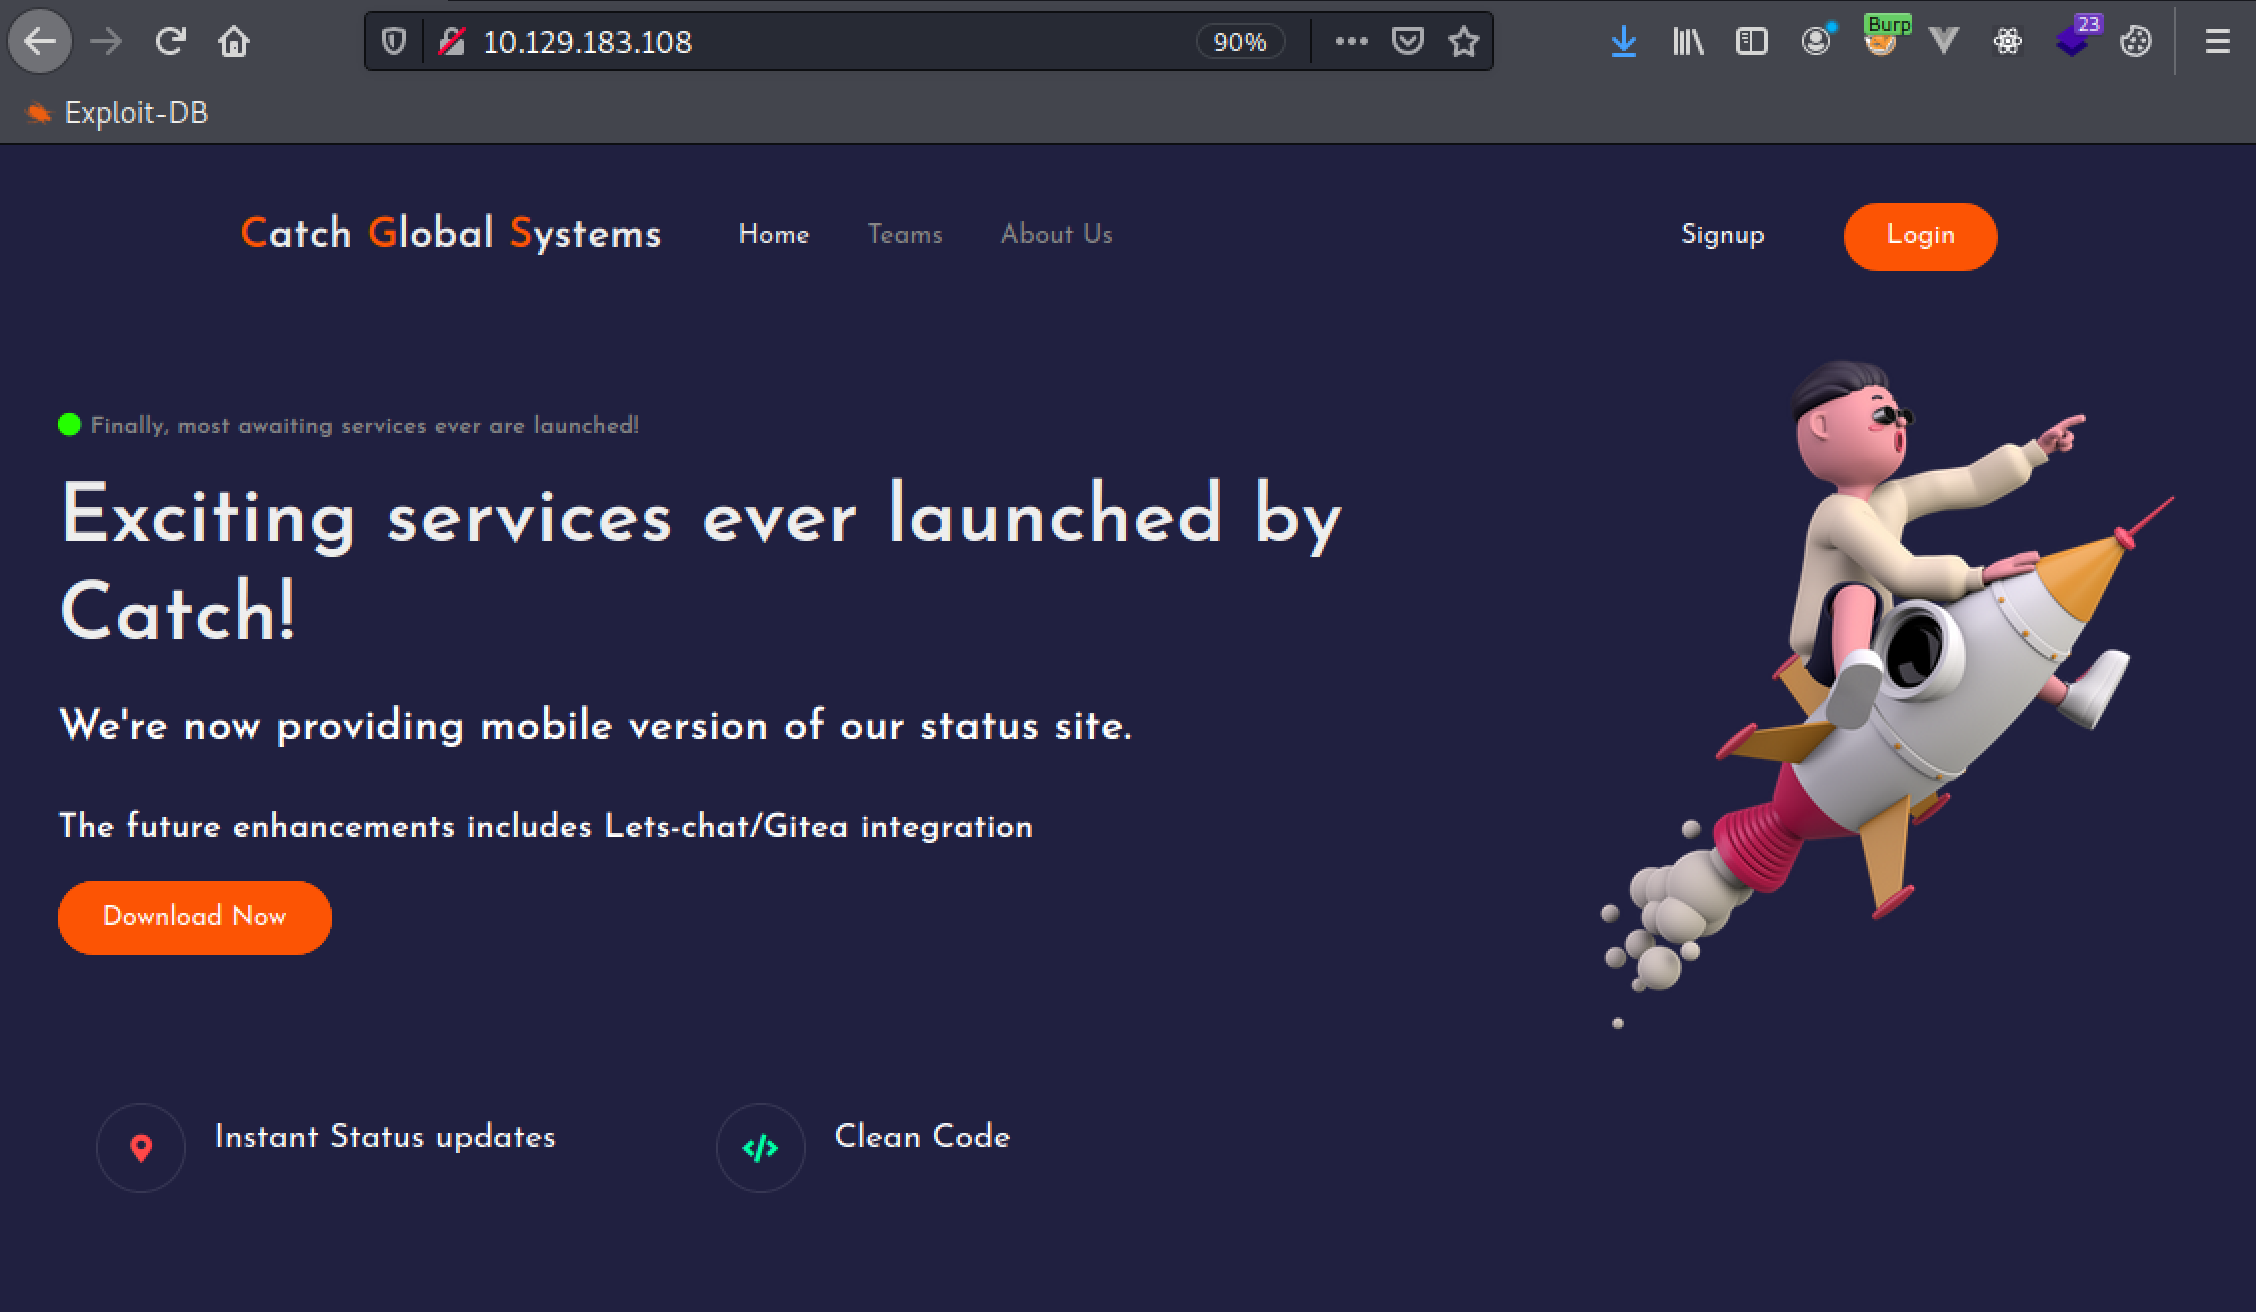 10.129.183.108
90%
Burp
23
Exploit-DB
Catch Global Systems
Home
Teams
About Us
Signup
Login
Finally, most awaiting services ever are launched!
Exciting services ever launched by
Catch!
We're now providing mobile version of our status site.
The future enhancements includes Lets-chat/Gitea integration
Download Now
Instant Status updates
Clean Code